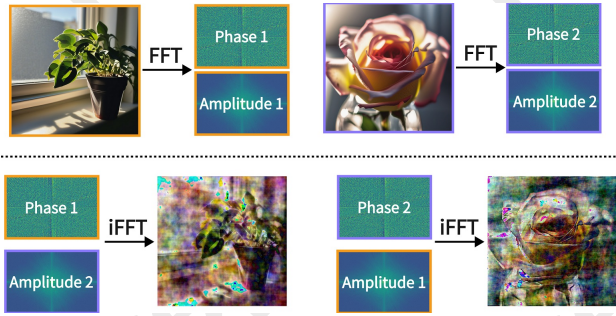 FFT
Phase 1
Amplitude 1
FFT
Phase 2
Amplitude 2
Phase 1
Amplitude 2
iFFT
Phase 2
Amplitude 1
iFFT